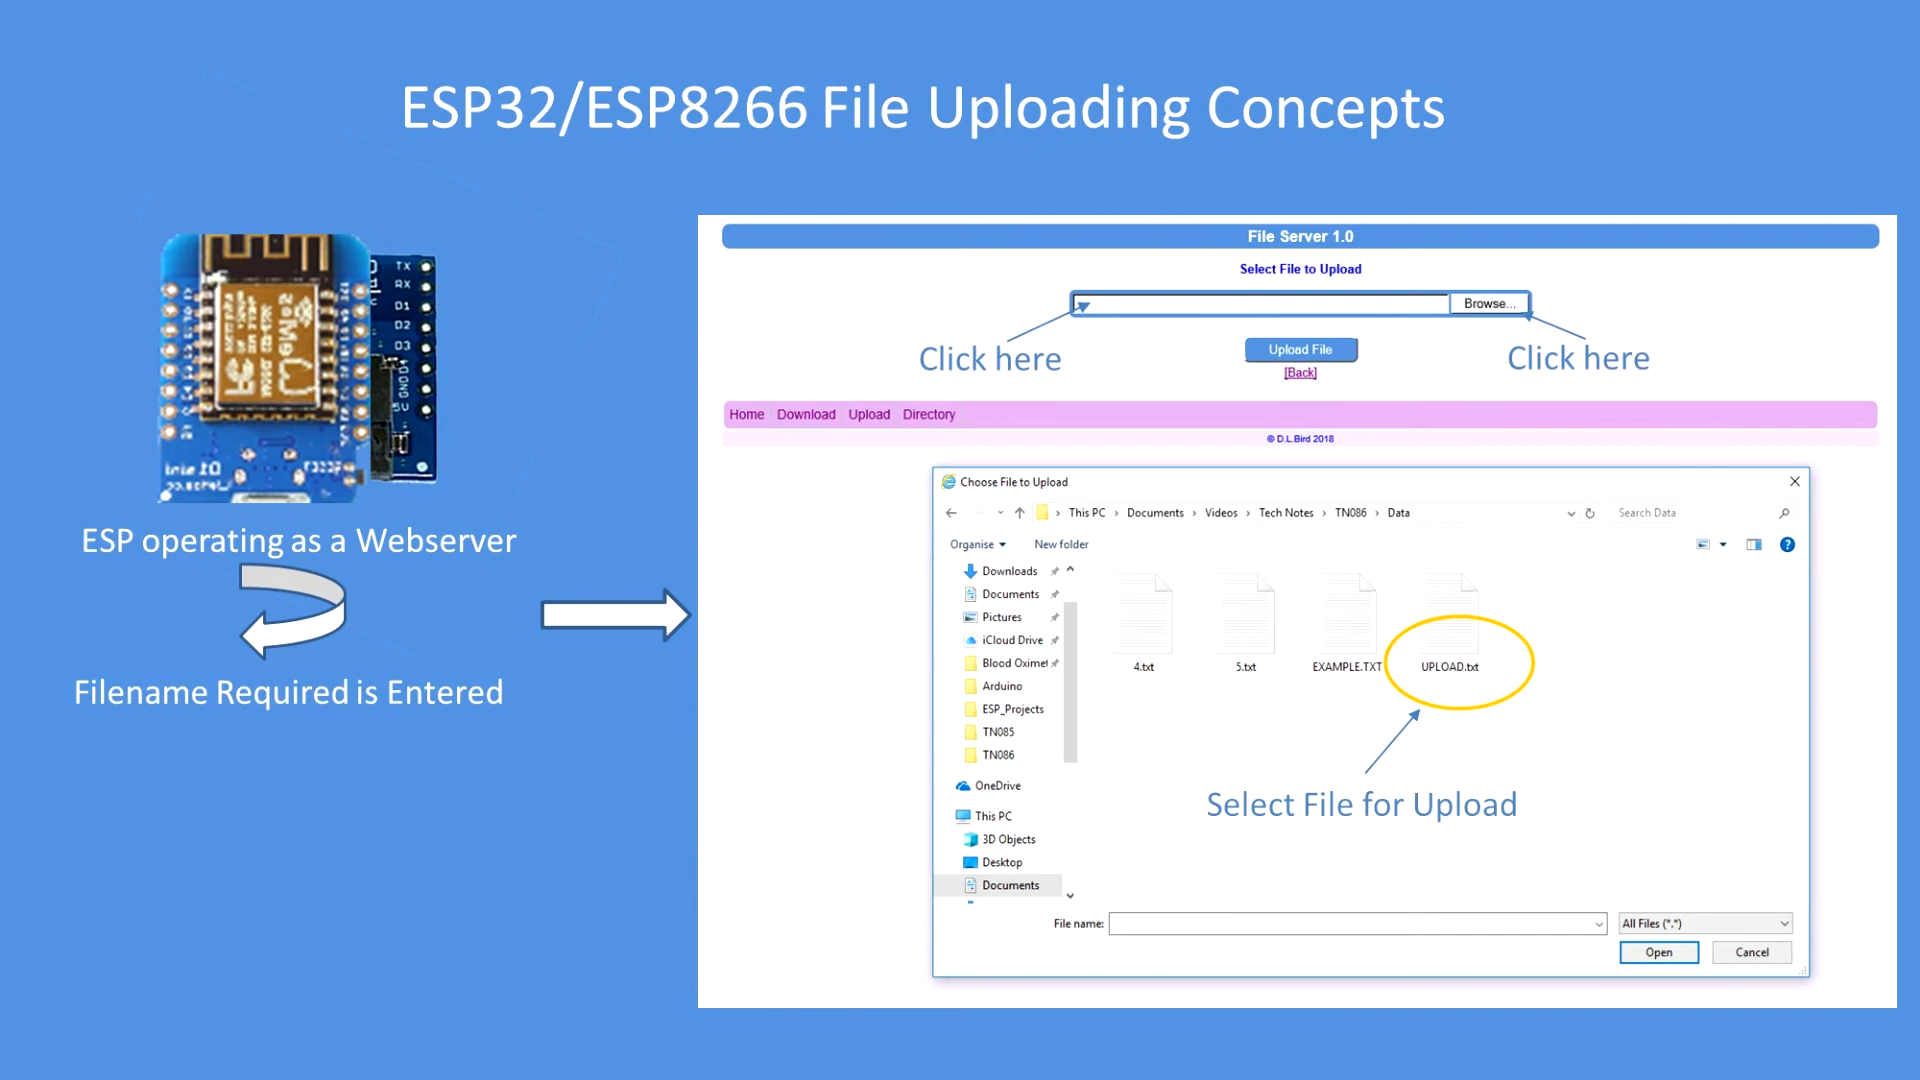 ESP32/ESP8266 File Uploading Concepts
TX
RX
D1
D2
D3
D4
GND
5V
ESP operating as a Webserver
Filename Required is Entered
File Server 1.0
Select File to Upload
Browse...
Click here
Upload File
Click here
[Back]
Home Download Upload Directory
© D.L.Bird 2018
Choose File to Upload
This PC › Documents › Videos › Tech Notes › TN086 › Data
Search Data
Organise New folder
Downloads
Documents
Pictures
iCloud Drive
Blood Oximet
Arduino
ESP_Projects
TN085
TN086
OneDrive
This PC
3D Objects
Desktop
Documents
4.txt 5.txt EXAMPLE.TXT UPLOAD.txt
Select File for Upload
File name: All Files (*.*)
Open Cancel